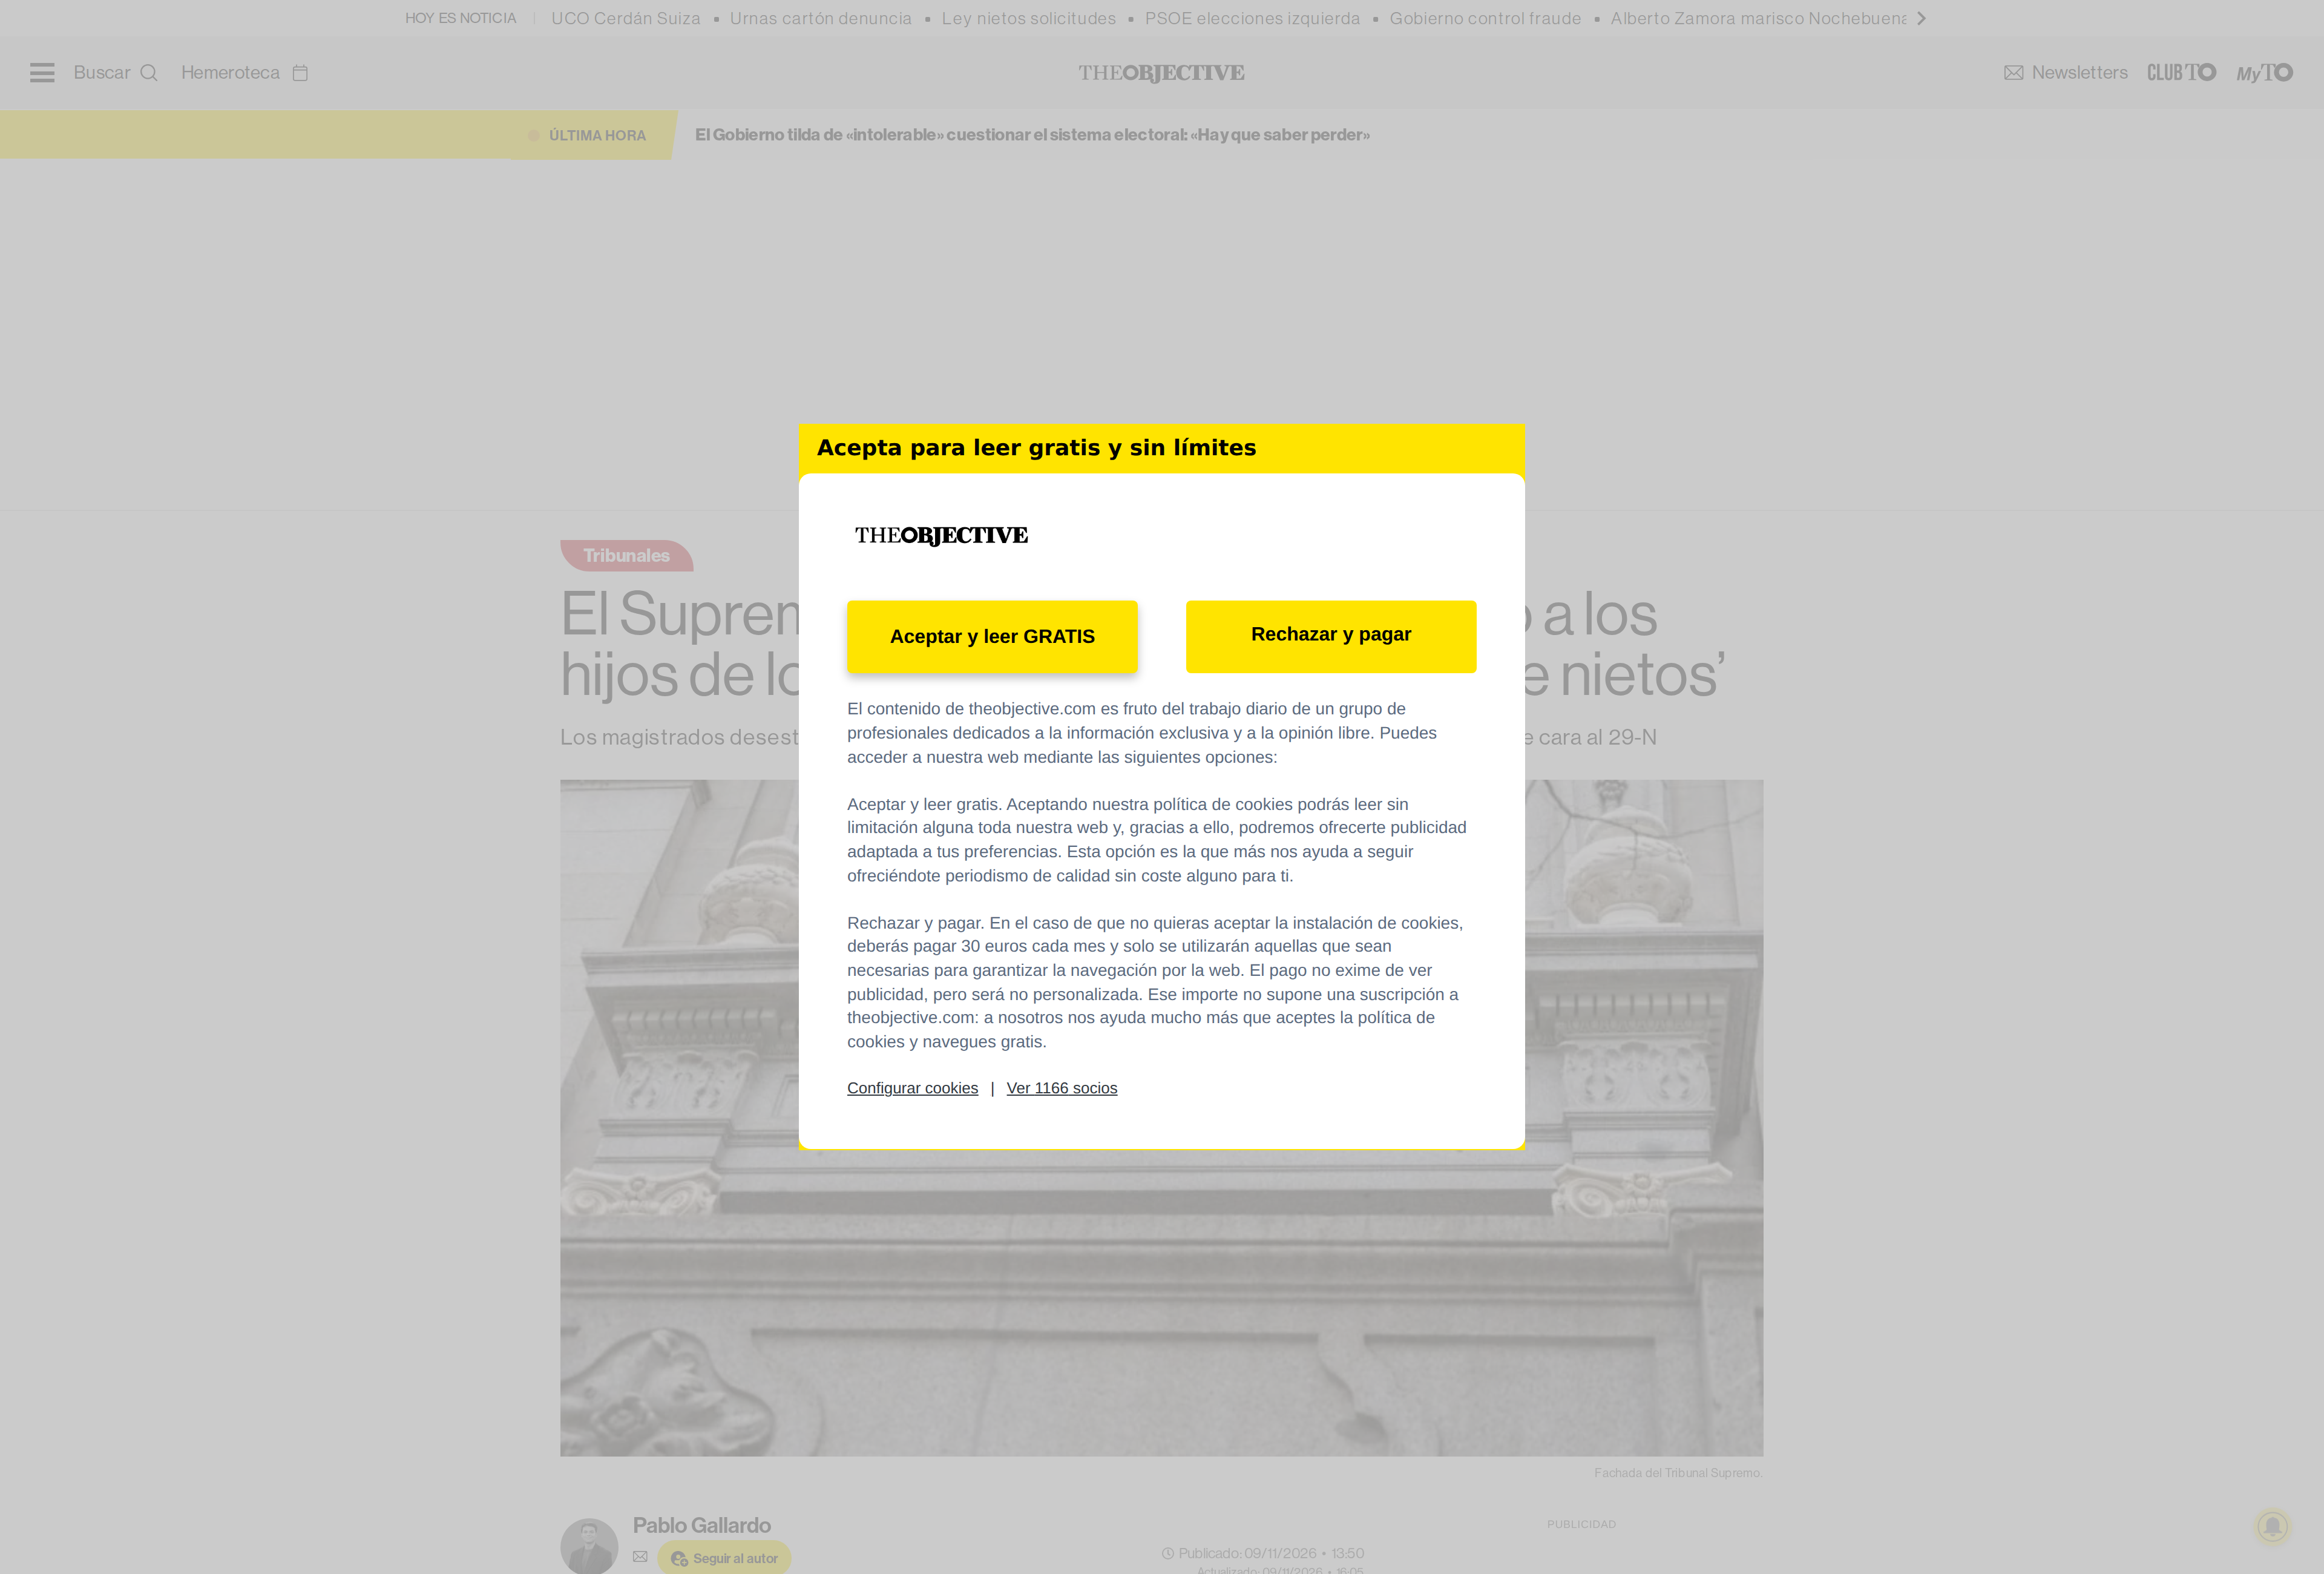 HOY ES NOTICIA
UCO Cerdán Suiza ▪ Urnas cartón denuncia ▪ Ley nietos solicitudes ▪ PSOE elecciones izquierda ▪ Gobierno control fraude ▪ Alberto Zamora marisco Nochebuena
Buscar
Hemeroteca
THEOBJECTIVE
Newsletters
CLUB TO
MyTO
ÚLTIMA HORA
El Gobierno tilda de «intolerable» cuestionar el sistema electoral: «Hay que saber perder»
Acepta para leer gratis y sin límites
THEOBJECTIVE
Aceptar y leer GRATIS
Rechazar y pagar
El contenido de theobjective.com es fruto del trabajo diario de un grupo de
profesionales dedicados a la información exclusiva y a la opinión libre. Puedes
acceder a nuestra web mediante las siguientes opciones:
Aceptar y leer gratis. Aceptando nuestra política de cookies podrás leer sin
limitación alguna toda nuestra web y, gracias a ello, podremos ofrecerte publicidad
adaptada a tus preferencias. Esta opción es la que más nos ayuda a seguir
ofreciéndote periodismo de calidad sin coste alguno para ti.
Rechazar y pagar. En el caso de que no quieras aceptar la instalación de cookies,
deberás pagar 30 euros cada mes y solo se utilizarán aquellas que sean
necesarias para garantizar la navegación por la web. El pago no exime de ver
publicidad, pero será no personalizada. Ese importe no supone una suscripción a
theobjective.com: a nosotros nos ayuda mucho más que aceptes la política de
cookies y navegues gratis.
Configurar cookies | Ver 1166 socios
Tribunales
El Suprem a los
hijos de lo e nietos’
Los magistrados desest e cara al 29-N
Fachada del Tribunal Supremo.
Pablo Gallardo
Seguir al autor
Publicado: 09/11/2026 • 13:50
Actualizado: 09/11/2026 • 16:05
PUBLICIDAD